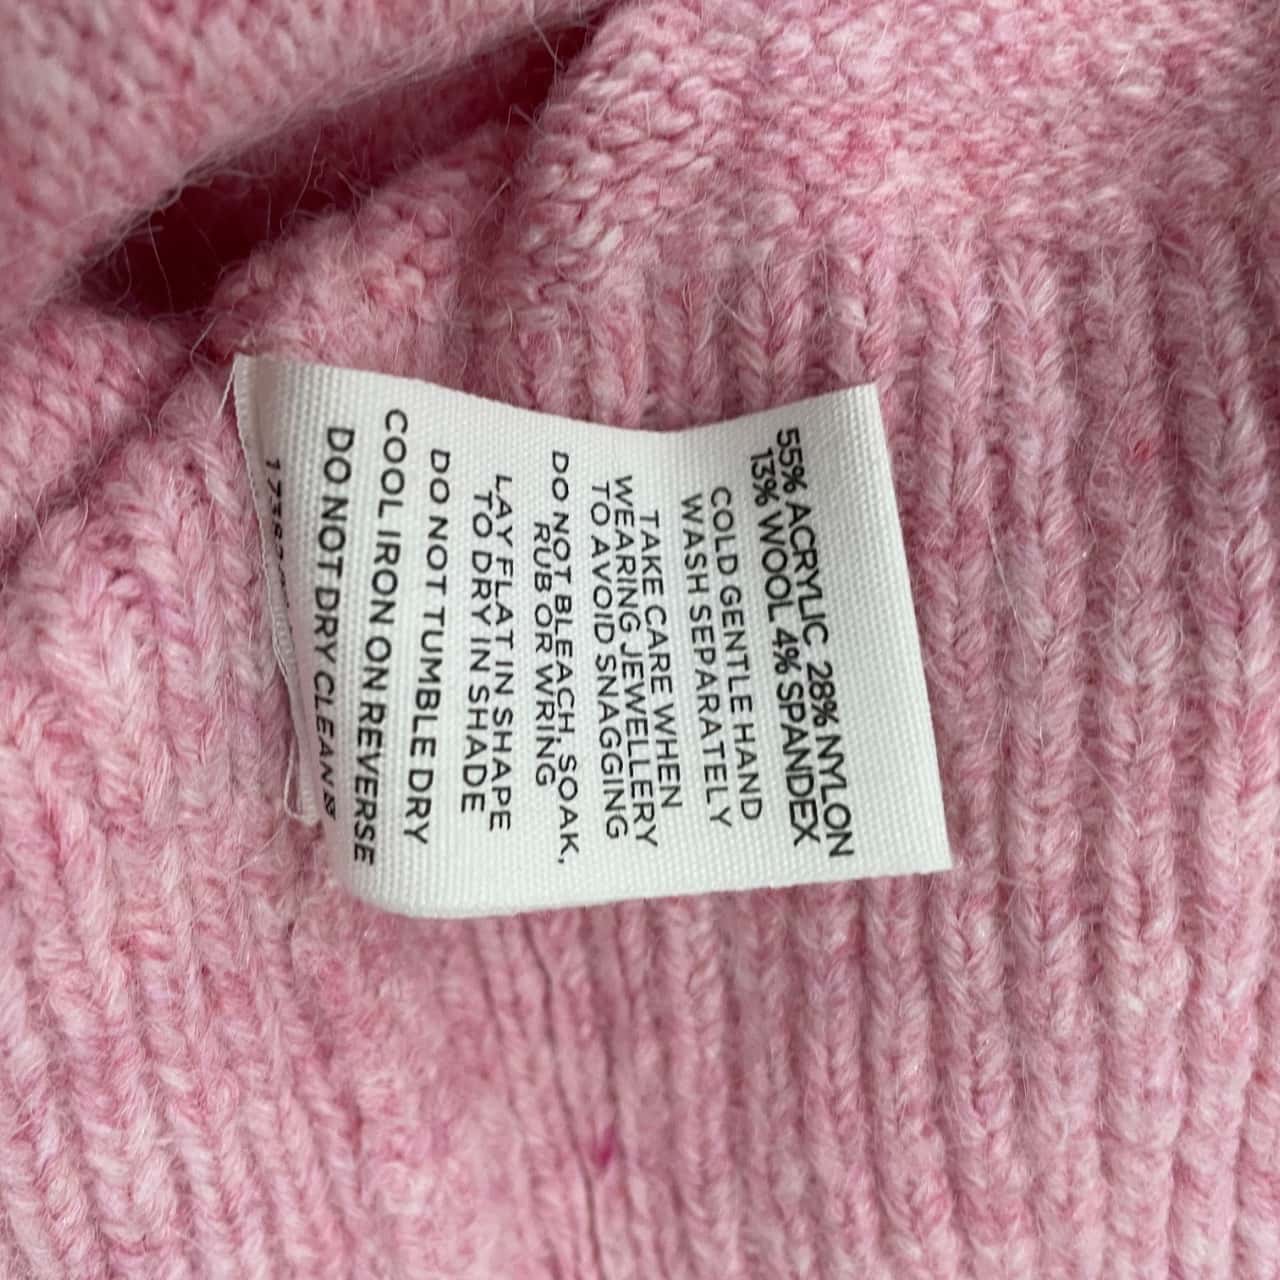 55% ACRYLIC 28% NYLON
13% WOOL 4% SPANDEX
COLD GENTLE HAND
WASH SEPARATELY
TAKE CARE WHEN
WEARING JEWELLERY
TO AVOID SNAGGING
DO NOT BLEACH, SOAK,
RUB OR WRING
LAY FLAT IN SHAPE
TO DRY IN SHADE
DO NOT TUMBLE DRY
COOL IRON ON REVERSE
DO NOT DRY CLEAN